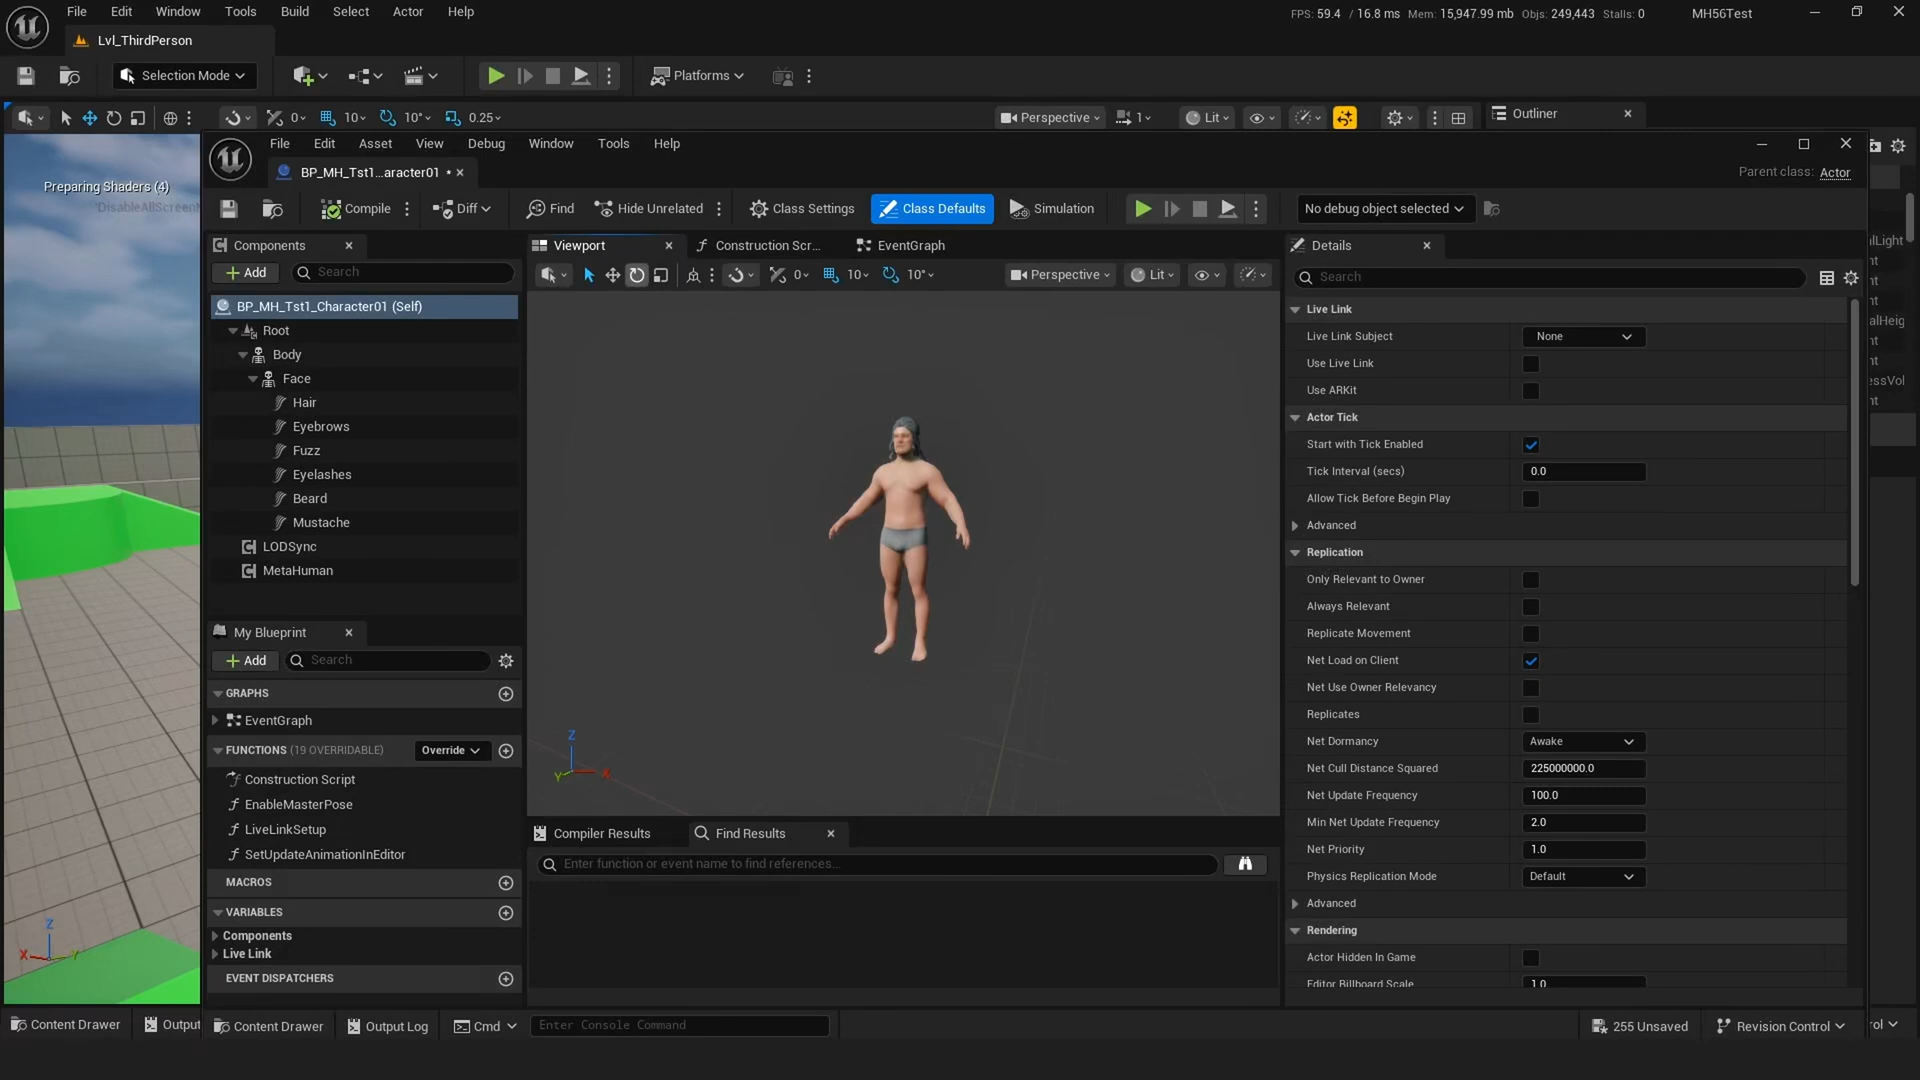 File Edit Window Tools Build Select Actor Help
FPS: 59.4 / 16.8 ms Mem: 15,947.99 mb Objs: 249,443 Stalls: 0 MH56Test
Lvl_ThirdPerson
Selection Mode Platforms
0 10 10° 0.25 Perspective 1 Lit Outliner
Preparing Shaders (4)
File Edit Asset View Debug Window Tools Help
BP_MH_Tst1...aracter01 •
Parent class: Actor
Compile Diff Find Hide Unrelated Class Settings Class Defaults Simulation No debug object selected
Components
+ Add Search
BP_MH_Tst1_Character01 (Self)
Root
Body
Face
Hair
Eyebrows
Fuzz
Eyelashes
Beard
Mustache
LODSync
MetaHuman
My Blueprint
+ Add Search
GRAPHS
EventGraph
FUNCTIONS (19 OVERRIDABLE) Override
Construction Script
EnableMasterPose
LiveLinkSetup
SetUpdateAnimationInEditor
MACROS
VARIABLES
Components
Live Link
EVENT DISPATCHERS
Viewport Construction Scr... EventGraph
0 10 10° Perspective Lit
Z
Y X
Compiler Results Find Results
Enter function or event name to find references...
Details
Search
Live Link
Live Link Subject None
Use Live Link
Use ARKit
Actor Tick
Start with Tick Enabled
Tick Interval (secs) 0.0
Allow Tick Before Begin Play
Advanced
Replication
Only Relevant to Owner
Always Relevant
Replicate Movement
Net Load on Client
Net Use Owner Relevancy
Replicates
Net Dormancy Awake
Net Cull Distance Squared 225000000.0
Net Update Frequency 100.0
Min Net Update Frequency 2.0
Net Priority 1.0
Physics Replication Mode Default
Advanced
Rendering
Actor Hidden In Game
Editor Billboard Scale 1.0
Z
X Y
Content Drawer Output
Content Drawer Output Log Cmd Enter Console Command 255 Unsaved Revision Control